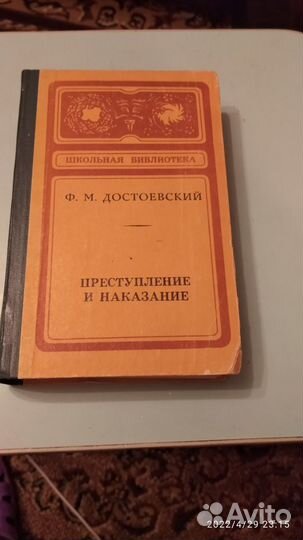 ШКОЛЬНАЯ БИБЛИОТЕКА
Ф. М. ДОСТОЕВСКИЙ
ПРЕСТУПЛЕНИЕ
И НАКАЗАНИЕ
2022/4/29 23:15
Avito